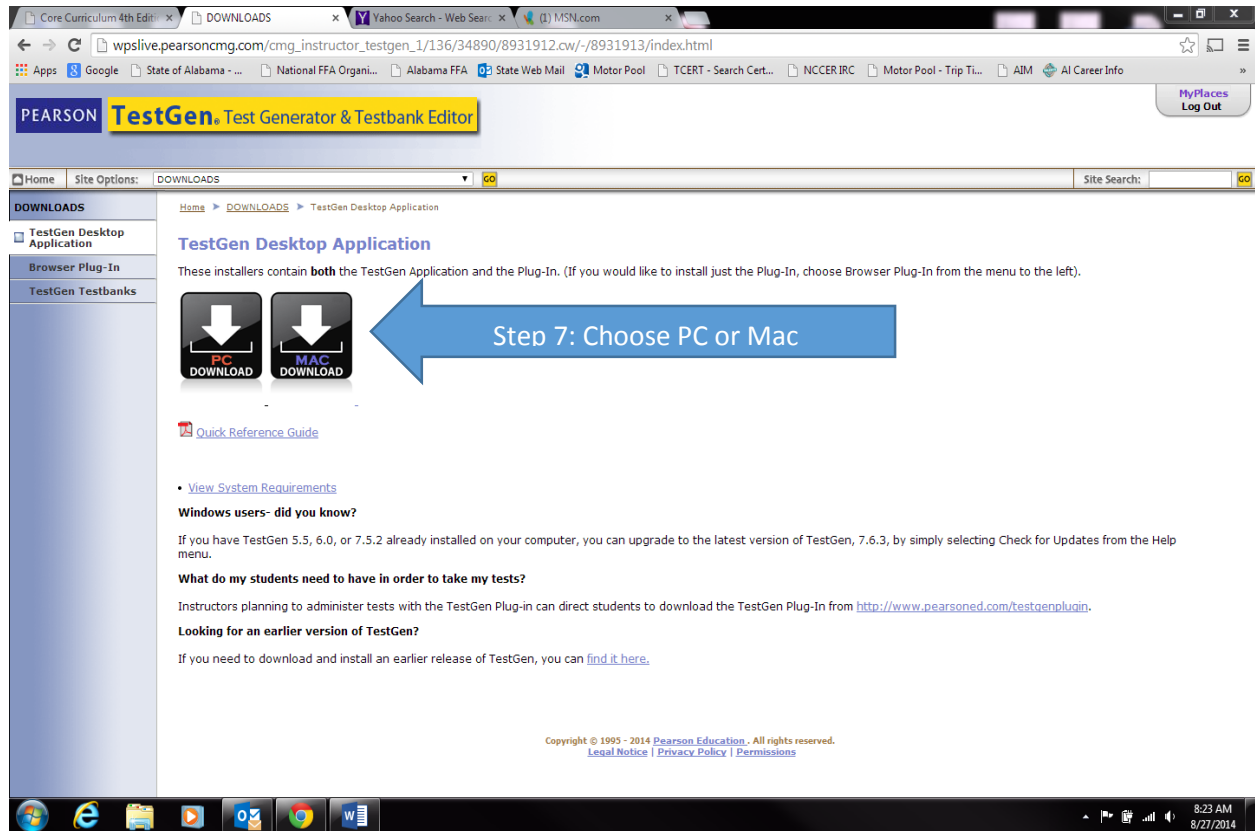 Core Curriculum 4th Editi
DOWNLOADS
Yahoo Search - Web Searc
(1) MSN.com
wpslive.pearsoncmg.com/cmg_instructor_testgen_1/136/34890/8931912.cw/-/8931913/index.html
Apps Google State of Alabama - ... National FFA Organi... Alabama FFA State Web Mail Motor Pool TCERT - Search Cert... NCCER IRC Motor Pool - Trip Ti... AIM Al Career Info »
MyPlaces
Log Out
PEARSON TestGen® Test Generator & Testbank Editor
Home Site Options: DOWNLOADS GO Site Search: GO
DOWNLOADS
TestGen Desktop
Application
Browser Plug-In
TestGen Testbanks
Home ► DOWNLOADS ► TestGen Desktop Application
TestGen Desktop Application
These installers contain both the TestGen Application and the Plug-In. (If you would like to install just the Plug-In, choose Browser Plug-In from the menu to the left).
PC
DOWNLOAD
MAC
DOWNLOAD
Step 7: Choose PC or Mac
Quick Reference Guide
• View System Requirements
Windows users- did you know?
If you have TestGen 5.5, 6.0, or 7.5.2 already installed on your computer, you can upgrade to the latest version of TestGen, 7.6.3, by simply selecting Check for Updates from the Help
menu.
What do my students need to have in order to take my tests?
Instructors planning to administer tests with the TestGen Plug-in can direct students to download the TestGen Plug-In from http://www.pearsoned.com/testgenplugin.
Looking for an earlier version of TestGen?
If you need to download and install an earlier release of TestGen, you can find it here.
Copyright © 1995 - 2014 Pearson Education . All rights reserved.
Legal Notice | Privacy Policy | Permissions
8:23 AM
8/27/2014